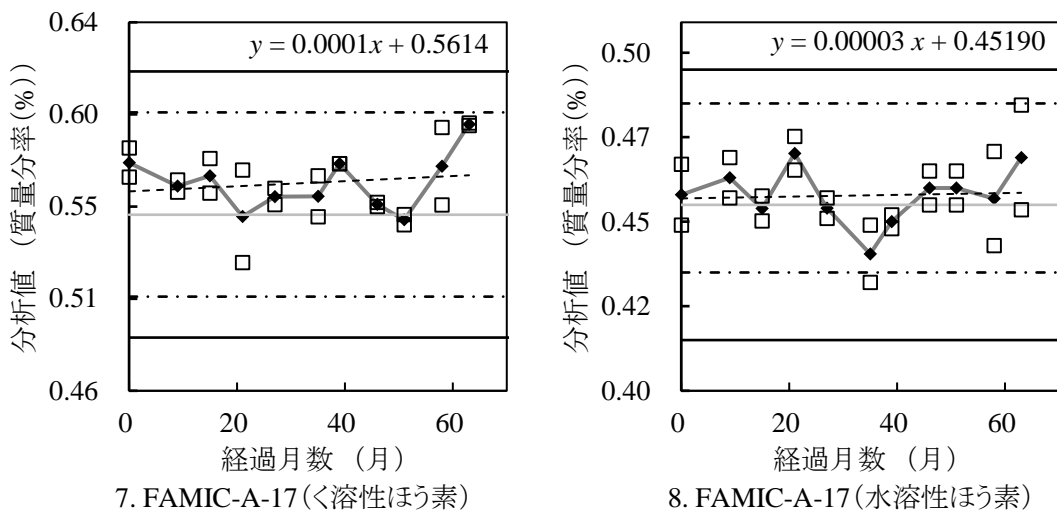 分析値 （質量分率（%））
y = 0.0001x + 0.5614
0.64
0.60
0.55
0.51
0.46
0 20 40 60
経過月数 （月）
7. FAMIC-A-17（く溶性ほう素）
分析値 （質量分率（%））
y = 0.00003 x + 0.45190
0.50
0.47
0.45
0.42
0.40
0 20 40 60
経過月数 （月）
8. FAMIC-A-17（水溶性ほう素）